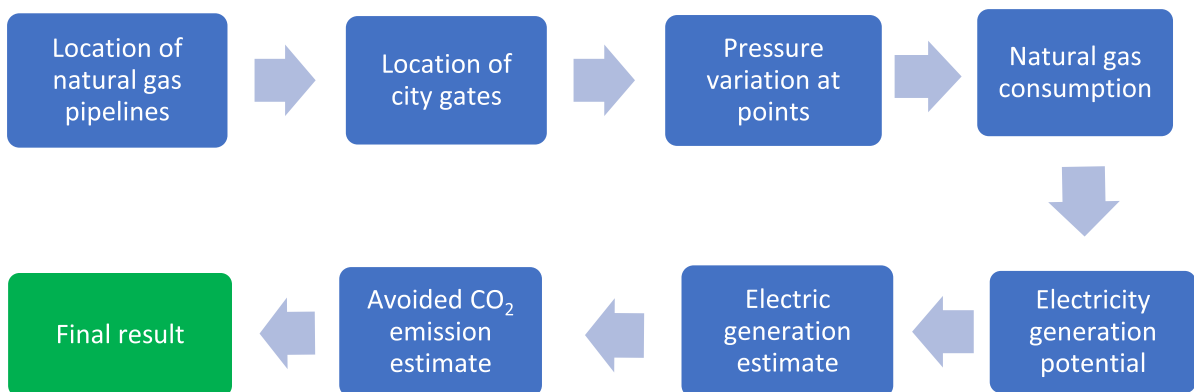 Location of
natural gas
pipelines
Location of
city gates
Pressure
variation at
points
Natural gas
consumption
Electricity
generation
potential
Electric
generation
estimate
Avoided CO₂
emission
estimate
Final result